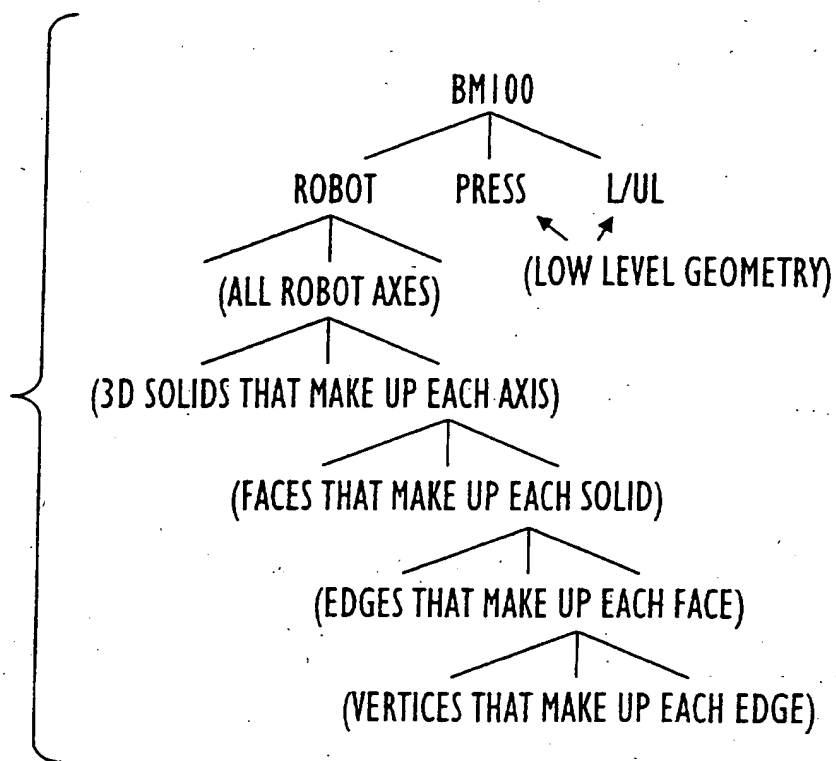 BM100
ROBOT PRESS L/UL
(ALL ROBOT AXES) (LOW LEVEL GEOMETRY)
(3D SOLIDS THAT MAKE UP EACH AXIS)
(FACES THAT MAKE UP EACH SOLID)
(EDGES THAT MAKE UP EACH FACE)
(VERTICES THAT MAKE UP EACH EDGE)